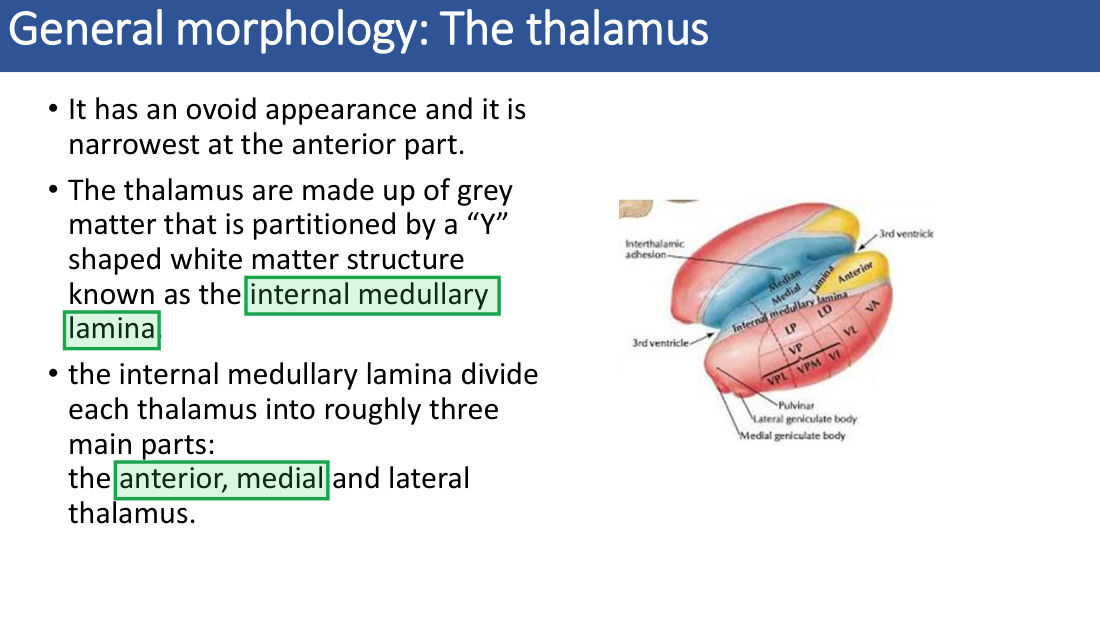 General morphology: The thalamus
• It has an ovoid appearance and it is
narrowest at the anterior part.
• The thalamus are made up of grey
matter that is partitioned by a “Y”
shaped white matter structure
known as the internal medullary
lamina.
• the internal medullary lamina divide
each thalamus into roughly three
main parts:
the anterior, medial and lateral
thalamus.
Interthalamic
adhesion
3rd ventricle
Median
Medial
Lamina
Anterior
Internal medullary lamina
LP
LD
VA
VL
VP
VI
VPL
VPM
3rd ventricle
Pulvinar
Lateral geniculate body
Medial geniculate body